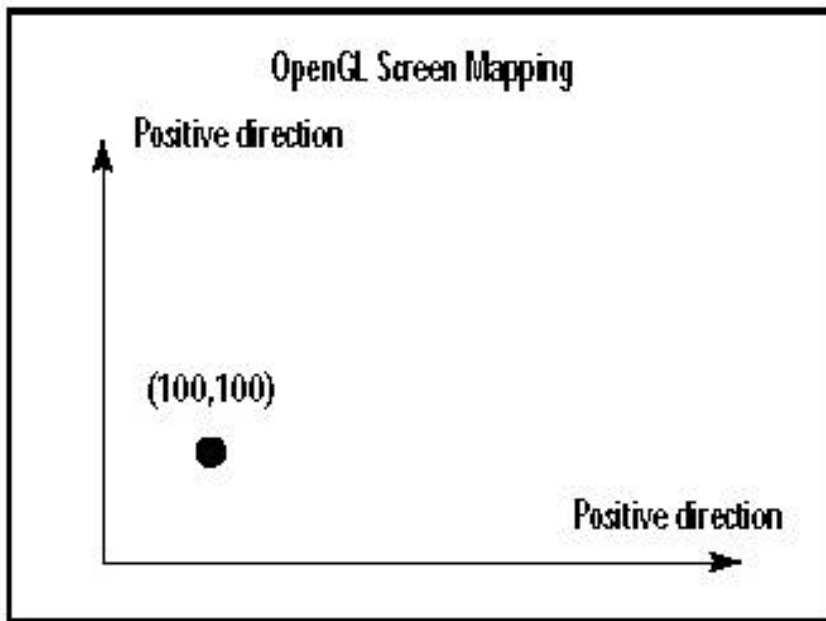 OpenGL Screen Mapping
Positive direction
(100,100)
Positive direction